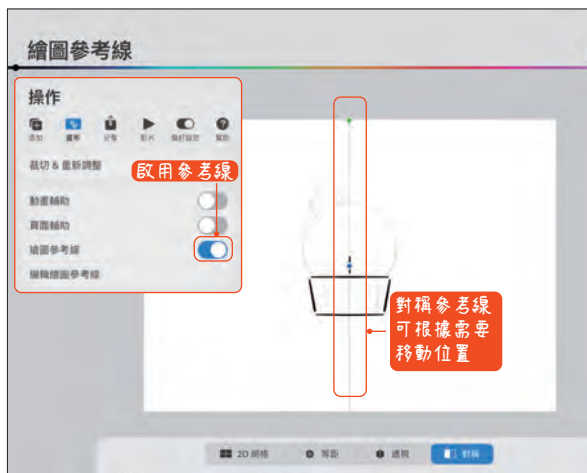 繪圖參考線
操作
添加 畫布 分享 影片 偏好設定 幫助
裁切 & 重新調整
啟用參考線
動畫輔助
頁面輔助
繪圖參考線
編輯繪圖參考線
對稱參考線
可根據需要
移動位置
2D 網格 等距 透視 對稱